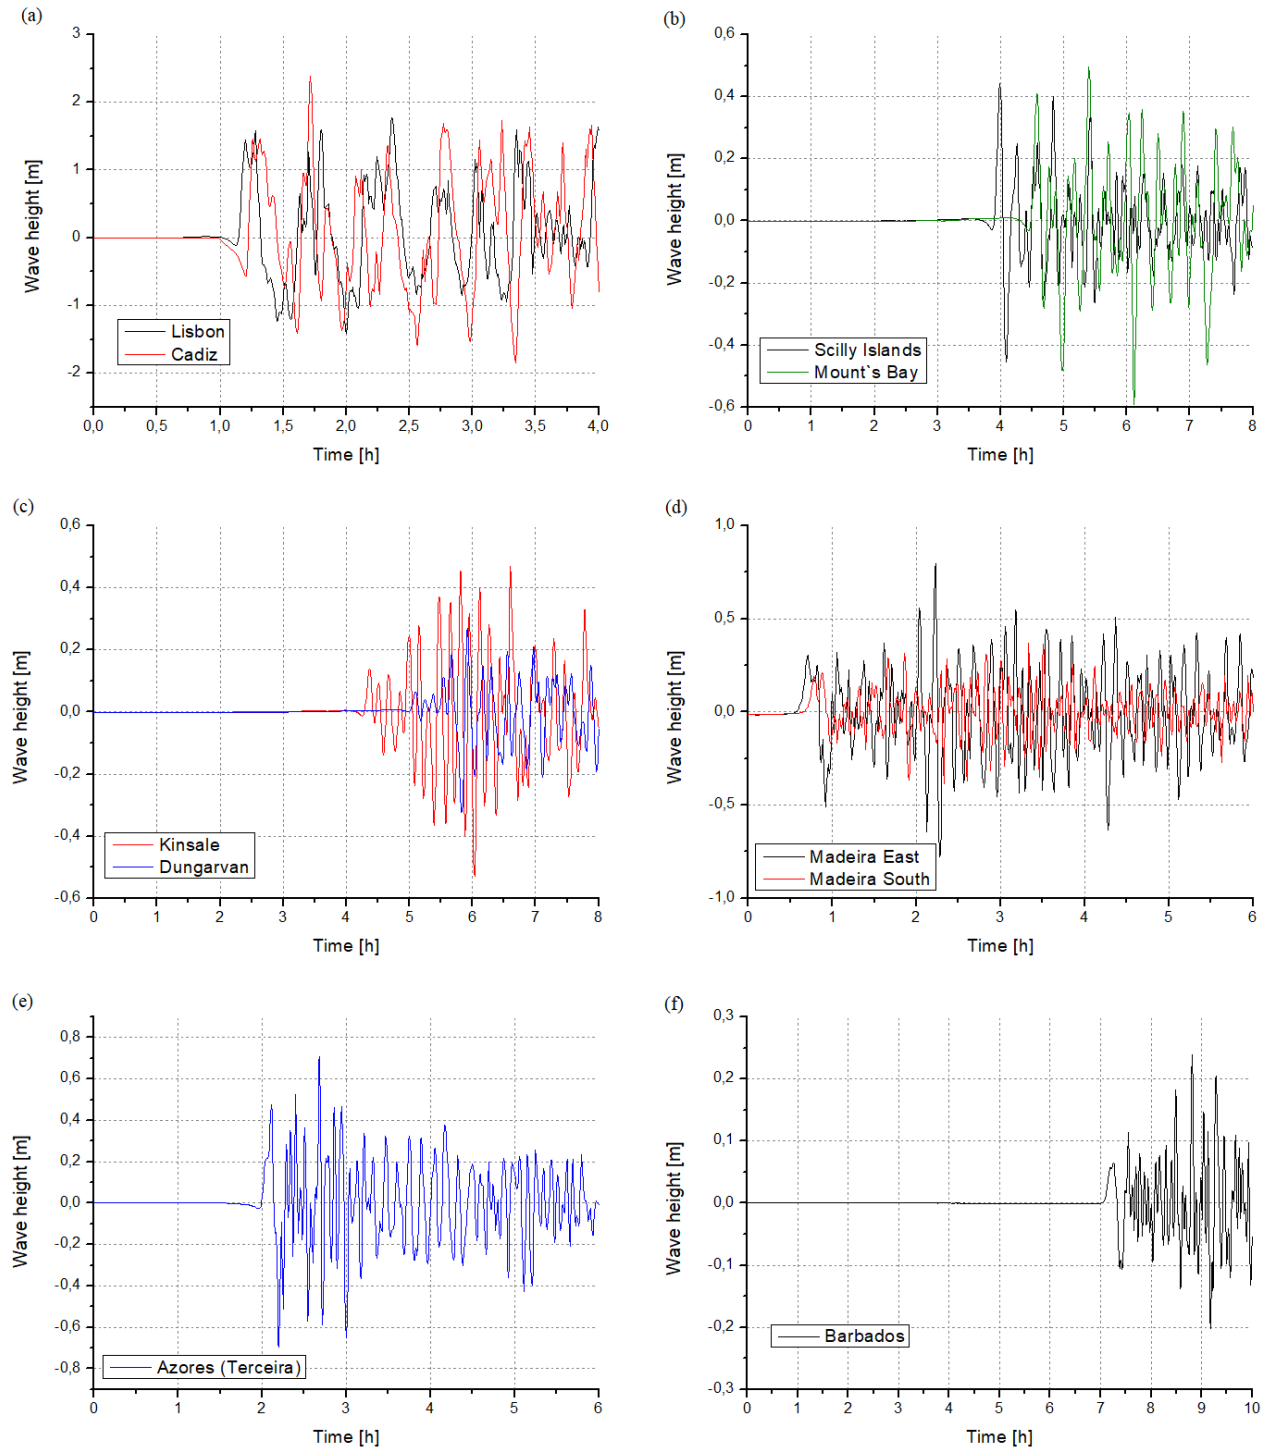 (a)
Wave height [m]
3
2
1
0
-1
-2
Lisbon
Cadiz
0,0 0,5 1,0 1,5 2,0 2,5 3,0 3,5 4,0
Time [h]
(b)
Wave height [m]
0,6
0,4
0,2
0,0
-0,2
-0,4
-0,6
Scilly Islands
Mount`s Bay
0 1 2 3 4 5 6 7 8
Time [h]
(c)
Wave height [m]
0,6
0,4
0,2
0,0
-0,2
-0,4
-0,6
Kinsale
Dungarvan
0 1 2 3 4 5 6 7 8
Time [h]
(d)
Wave height [m]
1,0
0,5
0,0
-0,5
-1,0
Madeira East
Madeira South
0 1 2 3 4 5 6
Time [h]
(e)
Wave height [m]
0,8
0,6
0,4
0,2
0,0
-0,2
-0,4
-0,6
-0,8
Azores (Terceira)
0 1 2 3 4 5 6
Time [h]
(f)
Wave height [m]
0,3
0,2
0,1
0,0
-0,1
-0,2
-0,3
Barbados
0 1 2 3 4 5 6 7 8 9 10
Time [h]